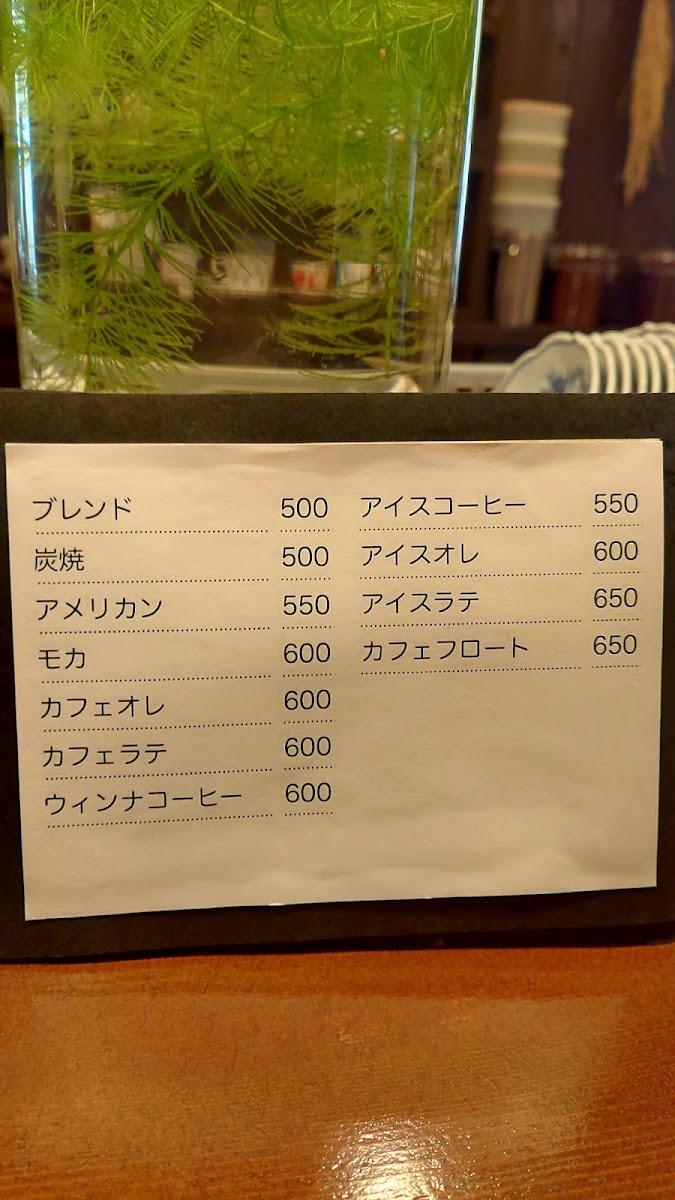 ブレンド 500
炭焼 500
アメリカン 550
モカ 600
カフェオレ 600
カフェラテ 600
ウィンナコーヒー 600
アイスコーヒー 550
アイスオレ 600
アイスラテ 650
カフェフロート 650